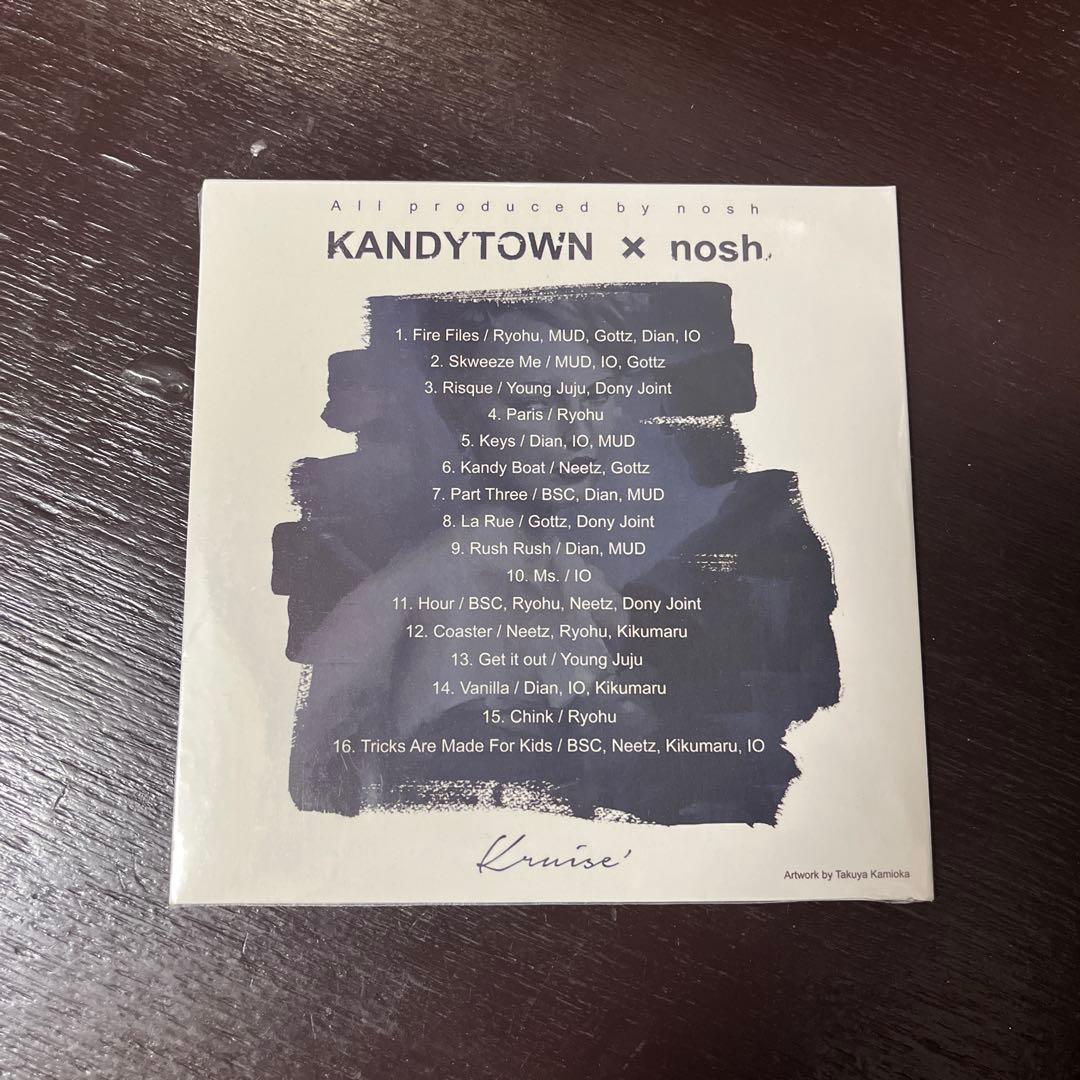 All produced by nosh
KANDYTOWN × nosh.
1. Fire Files / Ryohu, MUD, Gottz, Dian, IO
2. Skweeze Me / MUD, IO, Gottz
3. Risque / Young Juju, Dony Joint
4. Paris / Ryohu
5. Keys / Dian, IO, MUD
6. Kandy Boat / Neetz, Gottz
7. Part Three / BSC, Dian, MUD
8. La Rue / Gottz, Dony Joint
9. Rush Rush / Dian, MUD
10. Ms. / IO
11. Hour / BSC, Ryohu, Neetz, Dony Joint
12. Coaster / Neetz, Ryohu, Kikumaru
13. Get it out / Young Juju
14. Vanilla / Dian, IO, Kikumaru
15. Chink / Ryohu
16. Tricks Are Made For Kids / BSC, Neetz, Kikumaru, IO
Kruise'
Artwork by Takuya Kamioka